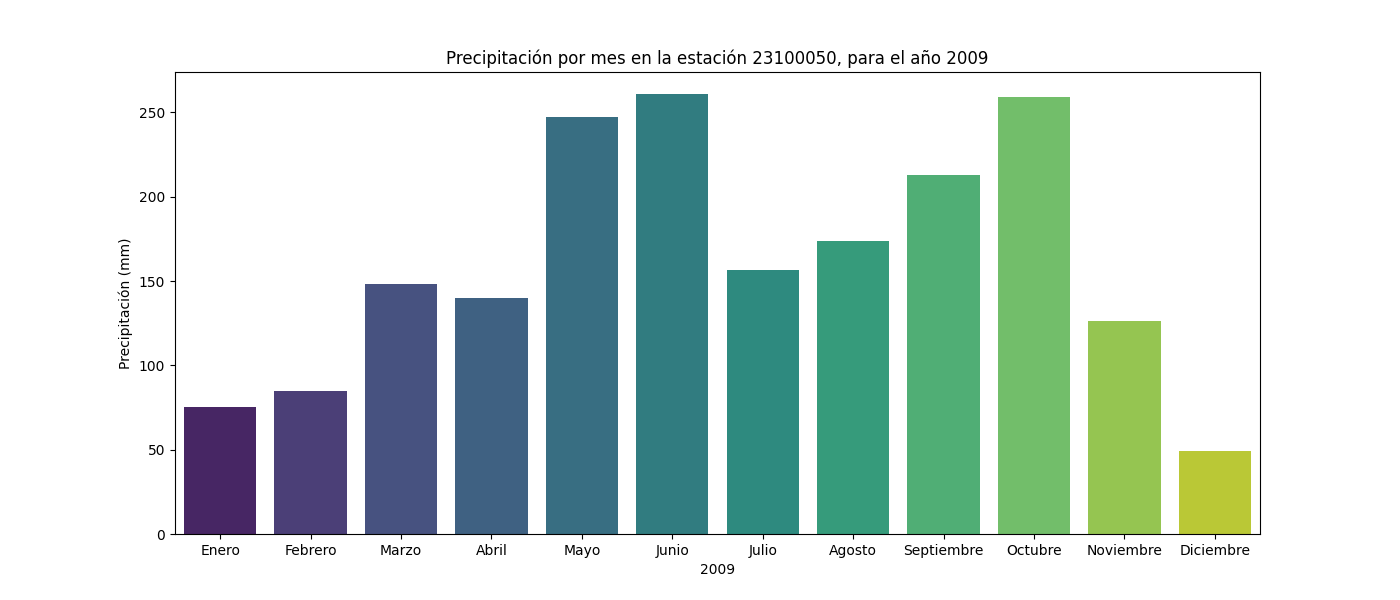 Precipitación por mes en la estación 23100050, para el año 2009
Precipitación (mm)
250
200
150
100
50
0
Enero Febrero Marzo Abril Mayo Junio Julio Agosto Septiembre Octubre Noviembre Diciembre
2009